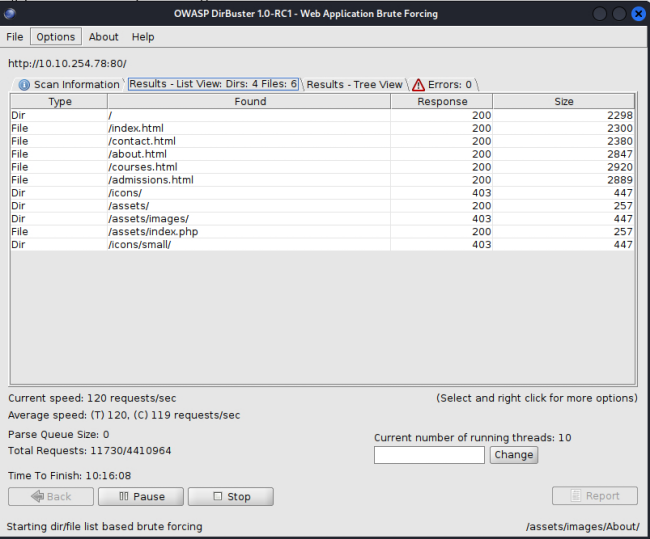 OWASP DirBuster 1.0-RC1 - Web Application Brute Forcing
File Options About Help
http://10.10.254.78:80/
Scan Information Results - List View: Dirs: 4 Files: 6 Results - Tree View Errors: 0
Type Found Response Size
Dir / 200 2298
File /index.html 200 2300
File /contact.html 200 2380
File /about.html 200 2847
File /courses.html 200 2920
File /admissions.html 200 2889
Dir /icons/ 403 447
Dir /assets/ 200 257
Dir /assets/images/ 403 447
File /assets/index.php 200 257
Dir /icons/small/ 403 447
Current speed: 120 requests/sec (Select and right click for more options)
Average speed: (T) 120, (C) 119 requests/sec
Parse Queue Size: 0
Current number of running threads: 10
Total Requests: 11730/4410964
Change
Time To Finish: 10:16:08
Back Pause Stop Report
Starting dir/file list based brute forcing /assets/images/About/